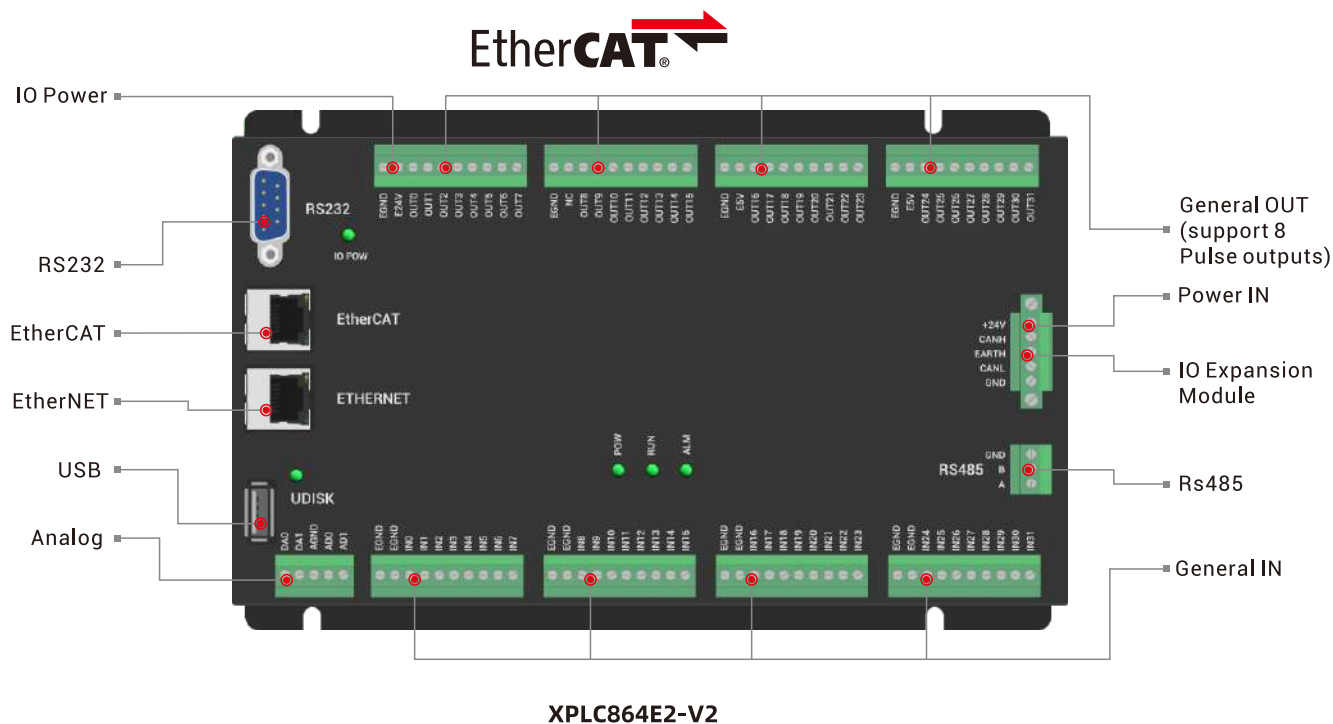 EtherCAT®
IO Power
RS232
EtherCAT
EtherNET
USB
Analog
General OUT
(support 8
Pulse outputs)
Power IN
IO Expansion
Module
Rs485
General IN
EGND E24V OUT0 OUT1 OUT2 OUT3 OUT4 OUT5 OUT6 OUT7
EGND NC OUT8 OUT9 OUT10 OUT11 OUT12 OUT13 OUT14 OUT15
EGND E5V OUT16 OUT17 OUT18 OUT19 OUT20 OUT21 OUT22 OUT23
EGND E5V OUT24 OUT25 OUT25 OUT27 OUT28 OUT29 OUT30 OUT31
RS232
IO POW
EtherCAT
ETHERNET
UDISK
POW RUN ALM
+24V
CANH
EARTH
CANL
GND
RS485
GND
B
A
DA0 DA1 AGND AD0 AD1
EGND EGND IN0 IN1 IN2 IN3 IN4 IN5 IN6 IN7
EGND EGND IN8 IN9 IN10 IN11 IN12 IN13 IN14 IN15
EGND EGND IN16 IN17 IN18 IN19 IN20 IN21 IN22 IN23
EGND EGND IN24 IN25 IN26 IN27 IN28 IN29 IN30 IN31
XPLC864E2-V2